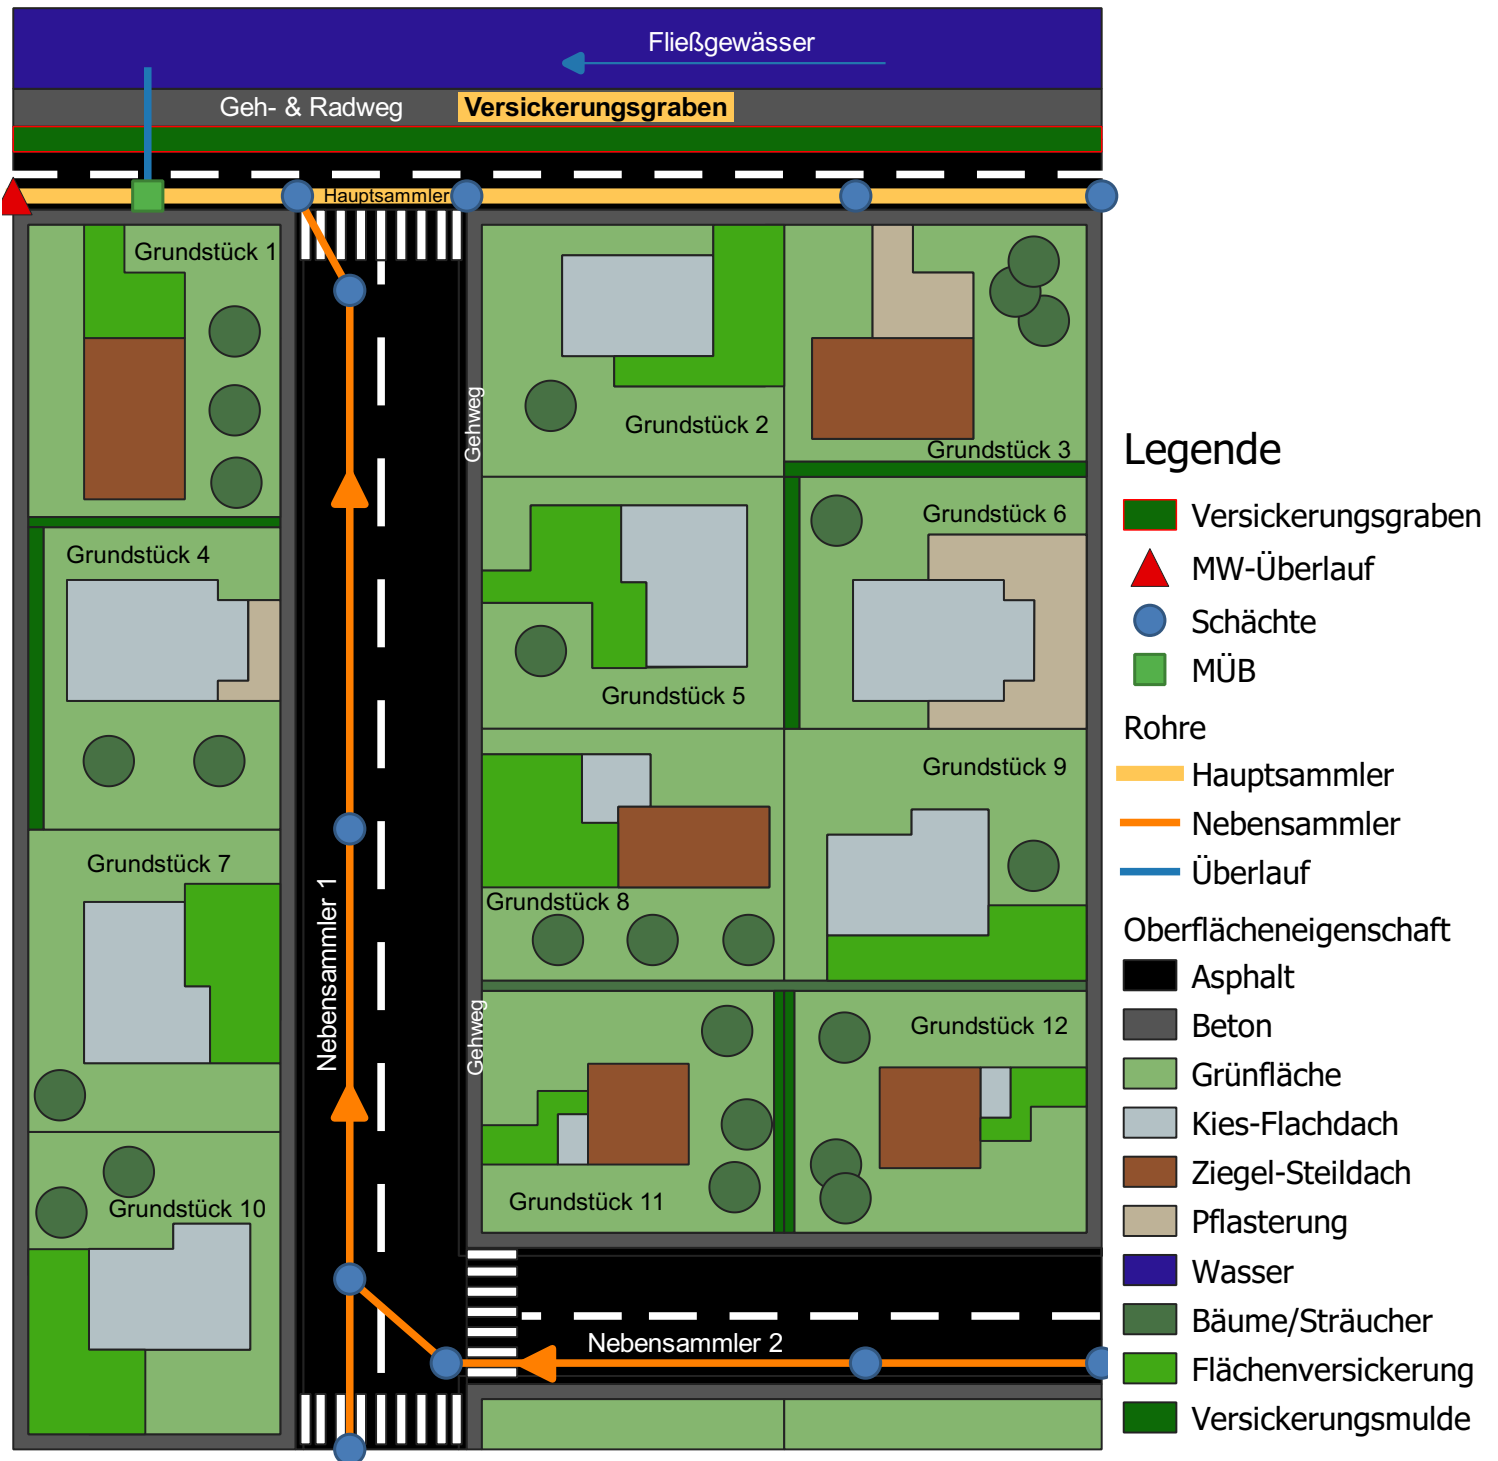 Fließgewässer
Geh- & Radweg
Versickerungsgraben
Hauptsammler
Grundstück 1
Grundstück 2
Grundstück 3
Gehweg
Grundstück 4
Grundstück 5
Grundstück 6
Grundstück 7
Grundstück 8
Grundstück 9
Nebensammler 1
Gehweg
Grundstück 10
Grundstück 11
Grundstück 12
Nebensammler 2
Legende
Versickerungsgraben
MW-Überlauf
Schächte
MÜB
Rohre
Hauptsammler
Nebensammler
Überlauf
Oberflächeneigenschaft
Asphalt
Beton
Grünfläche
Kies-Flachdach
Ziegel-Steildach
Pflasterung
Wasser
Bäume/Sträucher
Flächenversickerung
Versickerungsmulde